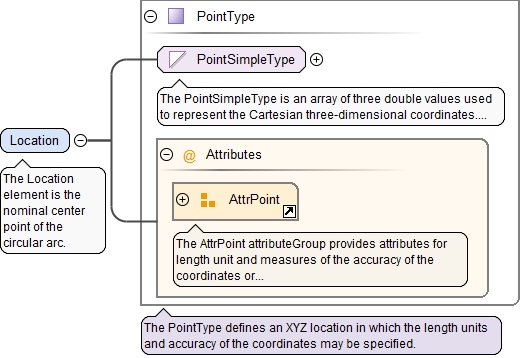 PointType
PointSimpleType
The PointSimpleType is an array of three double values used
to represent the Cartesian three-dimensional coordinates....
Location
The Location
element is the
nominal center
point of the
circular arc.
@ Attributes
AttrPoint
The AttrPoint attributeGroup provides attributes for
length unit and measures of the accuracy of the
coordinates or...
The PointType defines an XYZ location in which the length units
and accuracy of the coordinates may be specified.